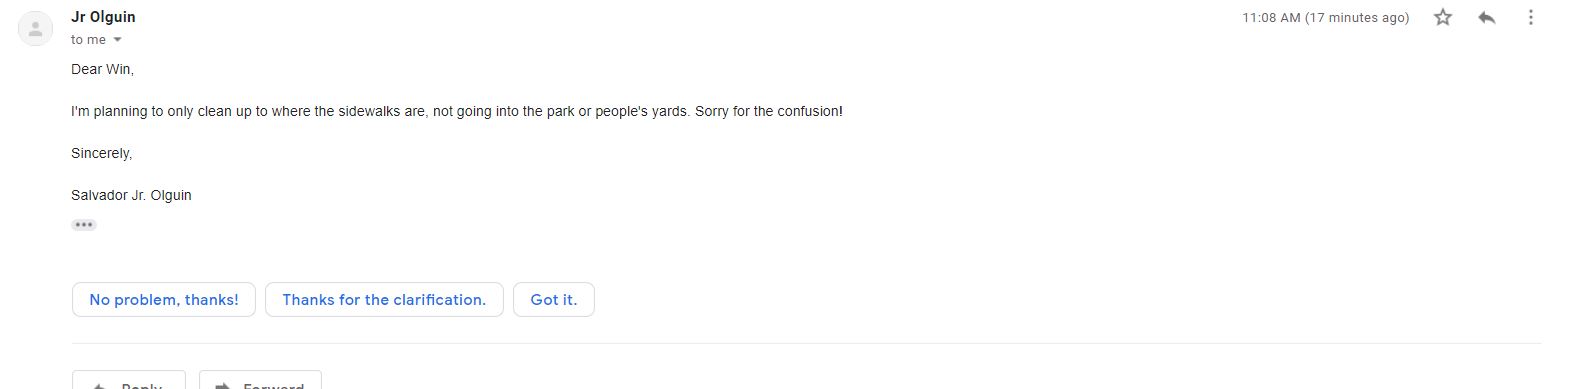 Jr Olguin
11:08 AM (17 minutes ago)
to me
Dear Win,
I'm planning to only clean up to where the sidewalks are, not going into the park or people's yards. Sorry for the confusion!
Sincerely,
Salvador Jr. Olguin
No problem, thanks!
Thanks for the clarification.
Got it.
Reply
Forward